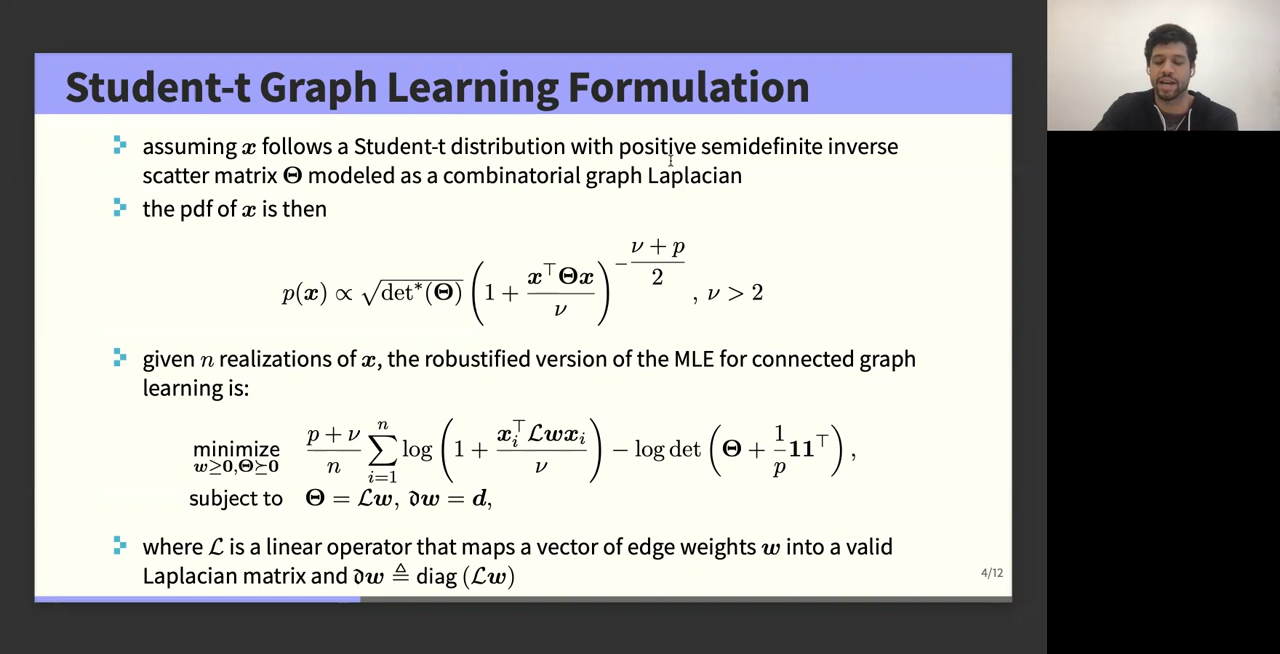 Student-t Graph Learning Formulation
assuming 𝒙 follows a Student-t distribution with positive semidefinite inverse
scatter matrix 𝚯 modeled as a combinatorial graph Laplacian
the pdf of 𝒙 is then
p(𝒙) ∝ √det*(𝚯) (1 + 𝒙⊤𝚯𝒙/ν)^(−(ν + p)/2), ν > 2
given n realizations of 𝒙, the robustified version of the MLE for connected graph
learning is:
minimize_{𝒘≥0,𝚯⪰0} (p + ν)/n ∑_{i=1}^{n} log (1 + 𝒙ᵢ⊤ℒ𝒘𝒙ᵢ/ν) − log det (𝚯 + (1/p)𝟏𝟏⊤),
subject to 𝚯 = ℒ𝒘, 𝔡𝒘 = 𝒅,
where ℒ is a linear operator that maps a vector of edge weights 𝒘 into a valid
Laplacian matrix and 𝔡𝒘 ≜ diag (ℒ𝒘)
4/12